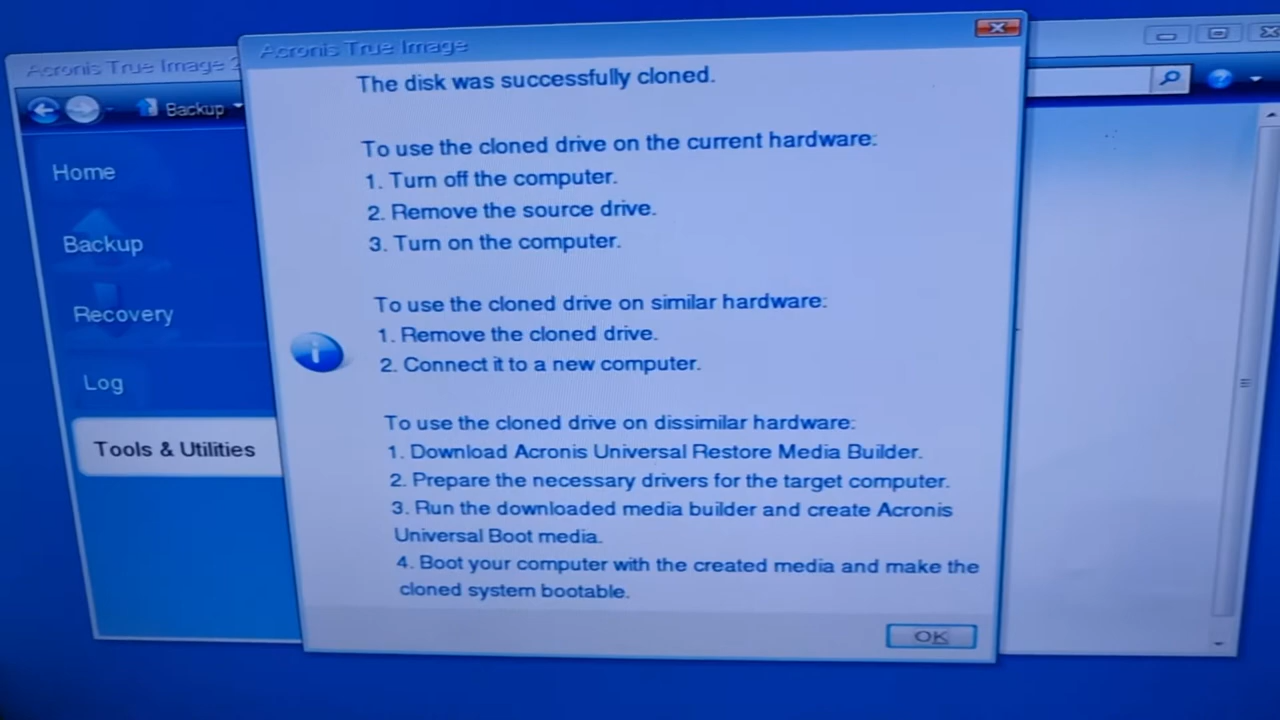 Acronis True Image 2
Acronis True Image
Backup
Home
Backup
Recovery
Log
Tools & Utilities
The disk was successfully cloned.
To use the cloned drive on the current hardware:
1. Turn off the computer.
2. Remove the source drive.
3. Turn on the computer.
To use the cloned drive on similar hardware:
1. Remove the cloned drive.
2. Connect it to a new computer.
To use the cloned drive on dissimilar hardware:
1. Download Acronis Universal Restore Media Builder.
2. Prepare the necessary drivers for the target computer.
3. Run the downloaded media builder and create Acronis
Universal Boot media.
4. Boot your computer with the created media and make the
cloned system bootable.
OK